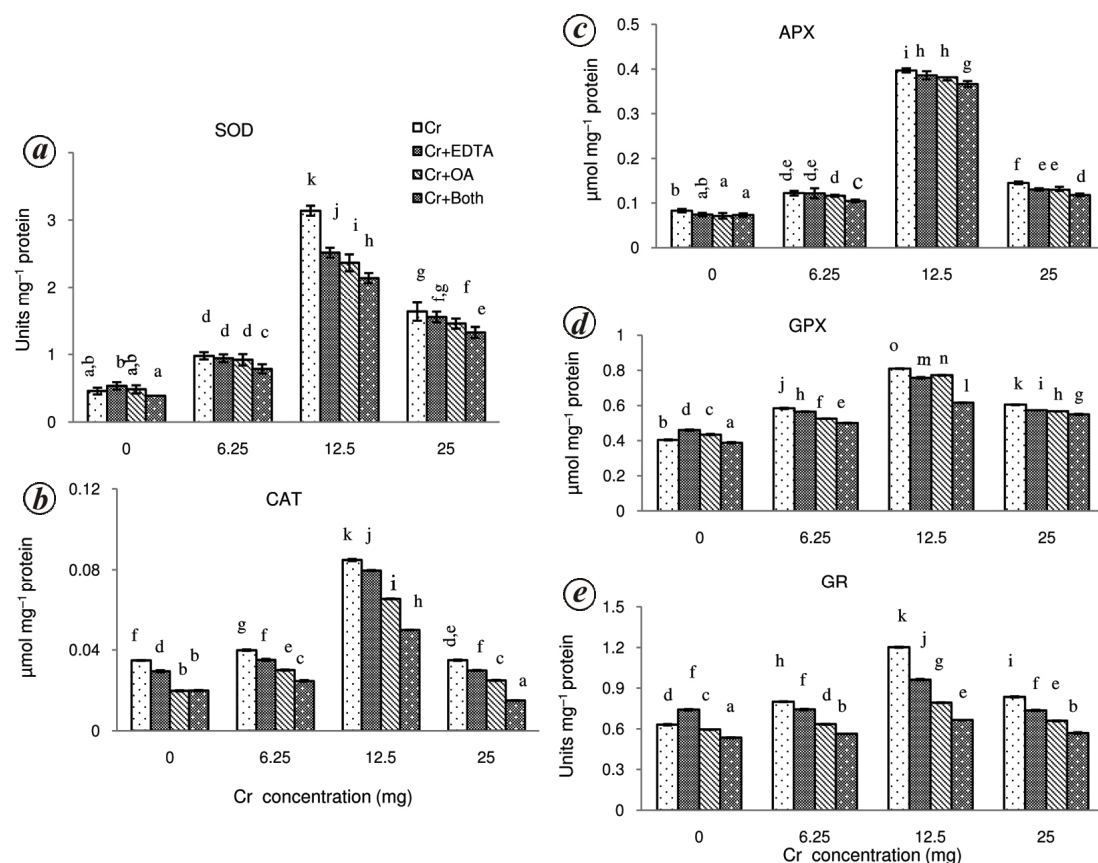 a
SOD
Units mg⁻¹ protein
3
2
1
0
Cr
Cr+EDTA
Cr+OA
Cr+Both
a,b
b
a,b
a
d
d
d
c
k
j
i
h
g
f,g
f
e
0
6.25
12.5
25
b
CAT
µmol mg⁻¹ protein
0.12
0.08
0.04
0
f
d
b
b
g
f
e
c
k
j
i
h
d,e
f
c
a
0
6.25
12.5
25
Cr concentration (mg)
c
APX
µmol mg⁻¹ protein
0.5
0.4
0.3
0.2
0.1
0
b
a,b
a
a
d,e
d,e
d
c
i
h
h
g
f
e
e
d
0
6.25
12.5
25
d
GPX
µmol mg⁻¹ protein
1
0.8
0.6
0.4
0.2
0
b
d
c
a
j
h
f
e
o
m
n
l
k
i
h
g
0
6.25
12.5
25
e
GR
Units mg⁻¹ protein
1.5
1.2
0.9
0.6
0.3
0
d
f
c
a
h
f
d
b
k
j
g
e
i
f
e
b
0
6.25
12.5
25
Cr concentration (mg)